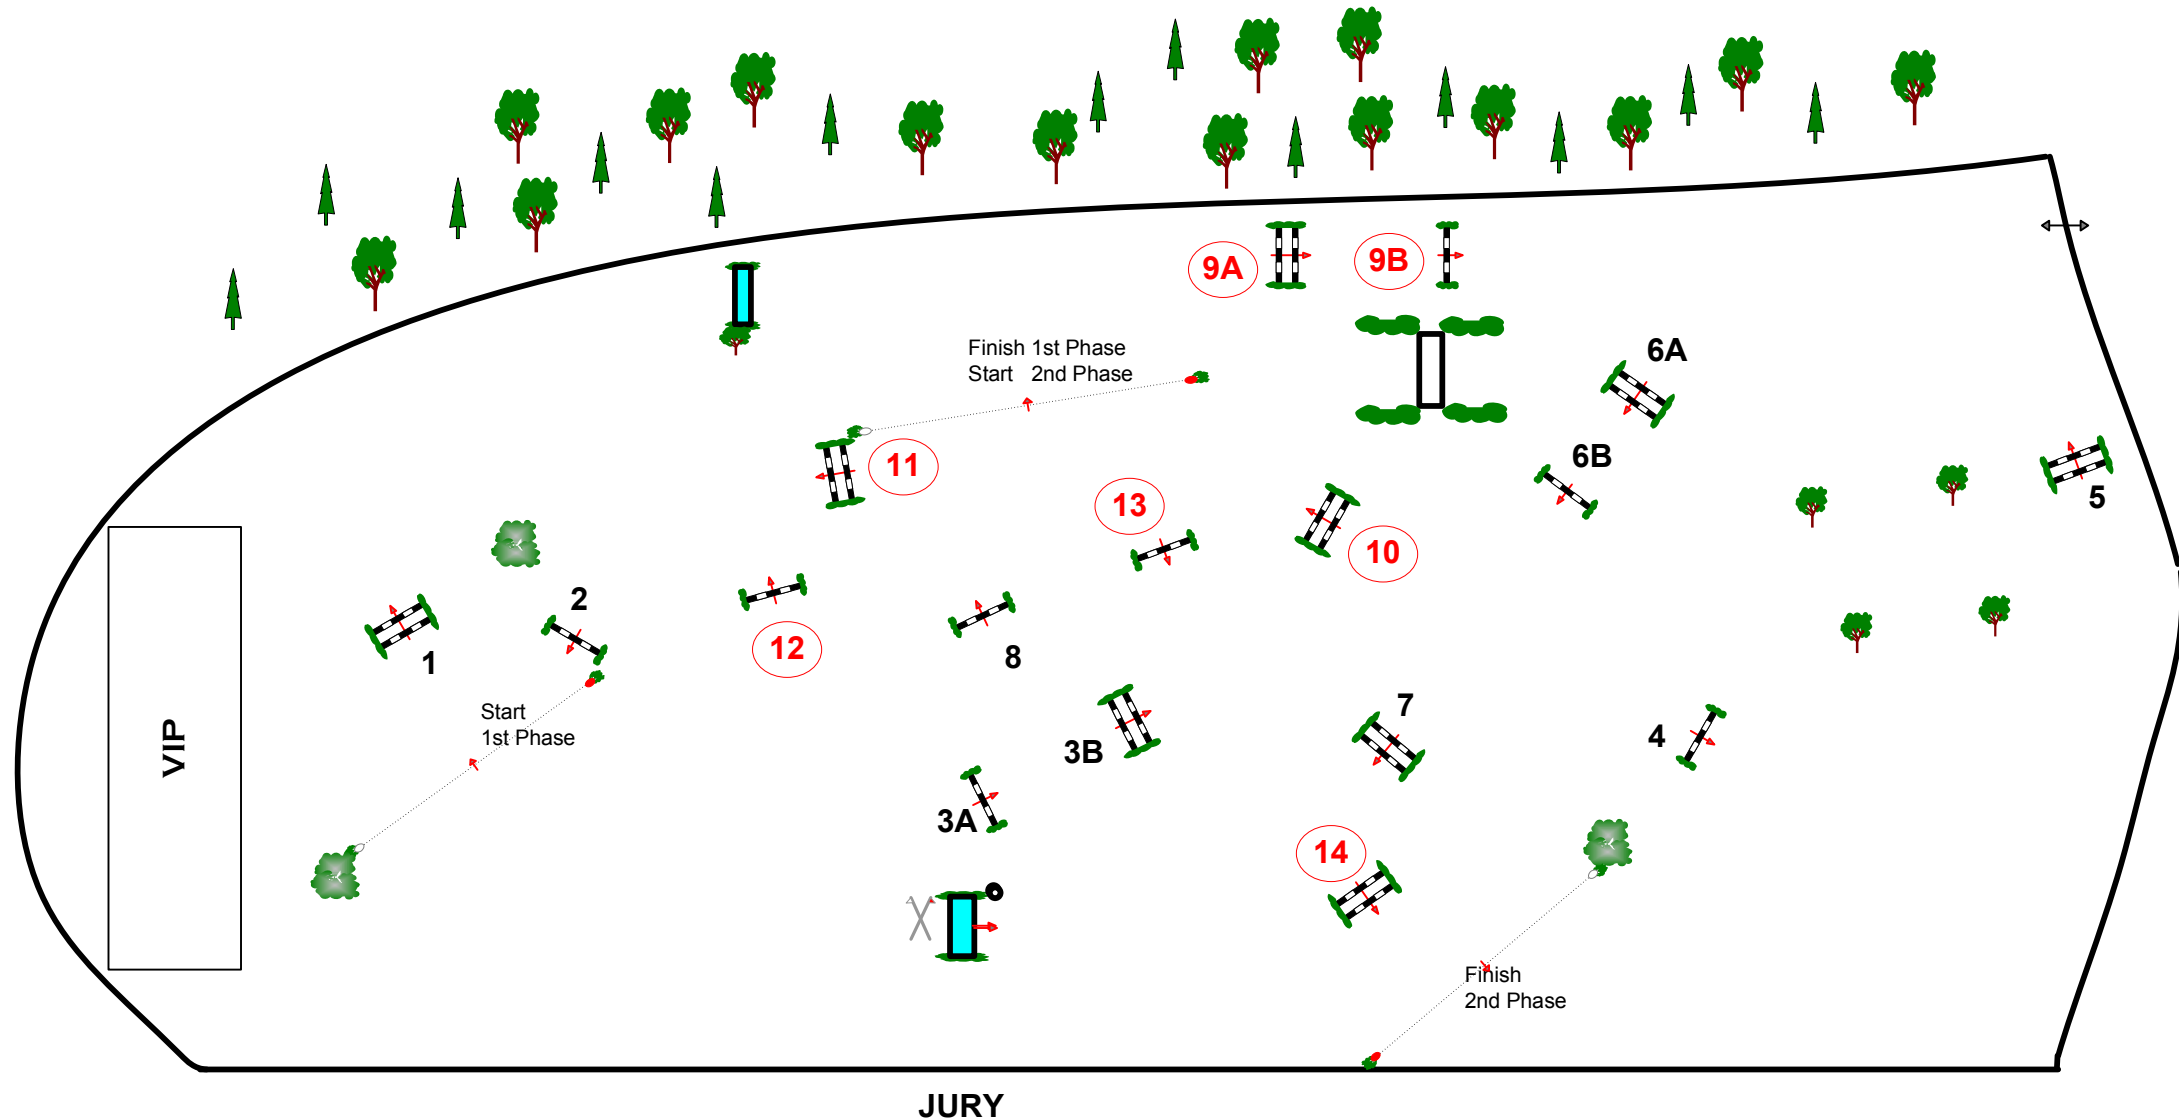 9A
9B
Finish 1st Phase
Start 2nd Phase
6A
11
6B
5
13
10
2
12
8
1
Start
1st Phase
VIP
3B
7
4
3A
14
Finish
2nd Phase
JURY